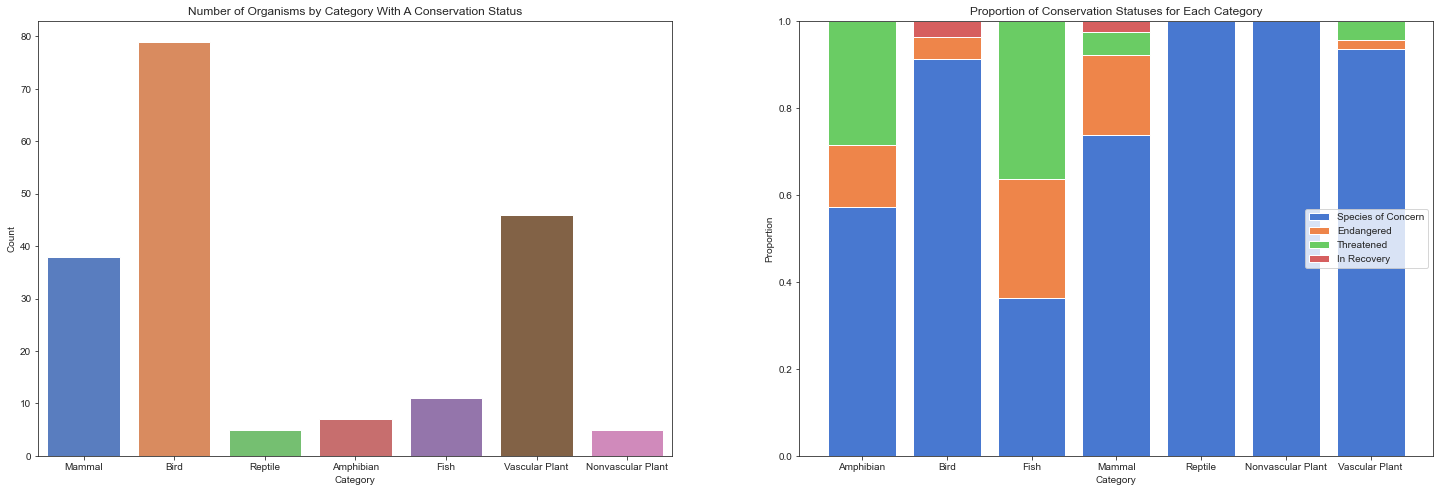 Number of Organisms by Category With A Conservation Status
80
70
60
50
40
30
20
10
0
Count
Mammal Bird Reptile Amphibian Fish Vascular Plant Nonvascular Plant
Category
Proportion of Conservation Statuses for Each Category
1.0
0.8
0.6
0.4
0.2
0.0
Proportion
Species of Concern
Endangered
Threatened
In Recovery
Amphibian Bird Fish Mammal Reptile Nonvascular Plant Vascular Plant
Category